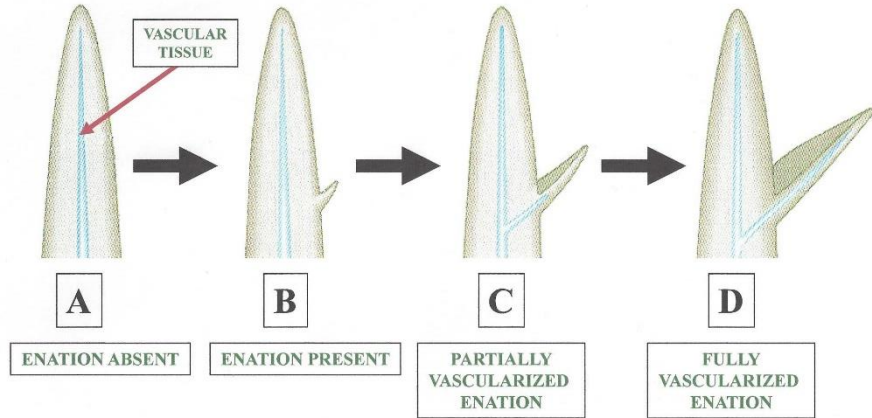 VASCULAR
TISSUE
A
B
C
D
ENATION ABSENT
ENATION PRESENT
PARTIALLY
VASCULARIZED
ENATION
FULLY
VASCULARIZED
ENATION